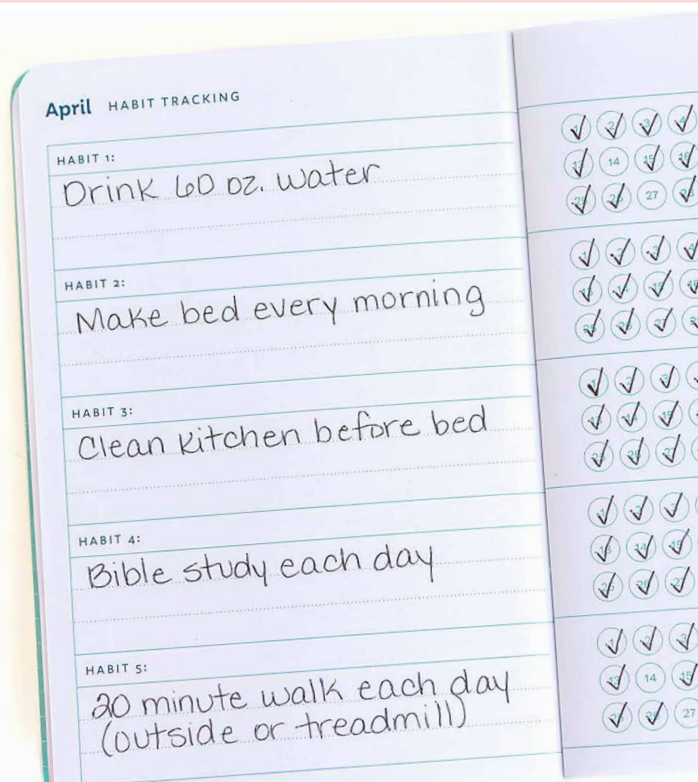 April HABIT TRACKING
HABIT 1:
Drink 60 oz. water
HABIT 2:
Make bed every morning
HABIT 3:
Clean kitchen before bed
HABIT 4:
Bible study each day
HABIT 5:
20 minute walk each day
(outside or treadmill)
14
27
14
27